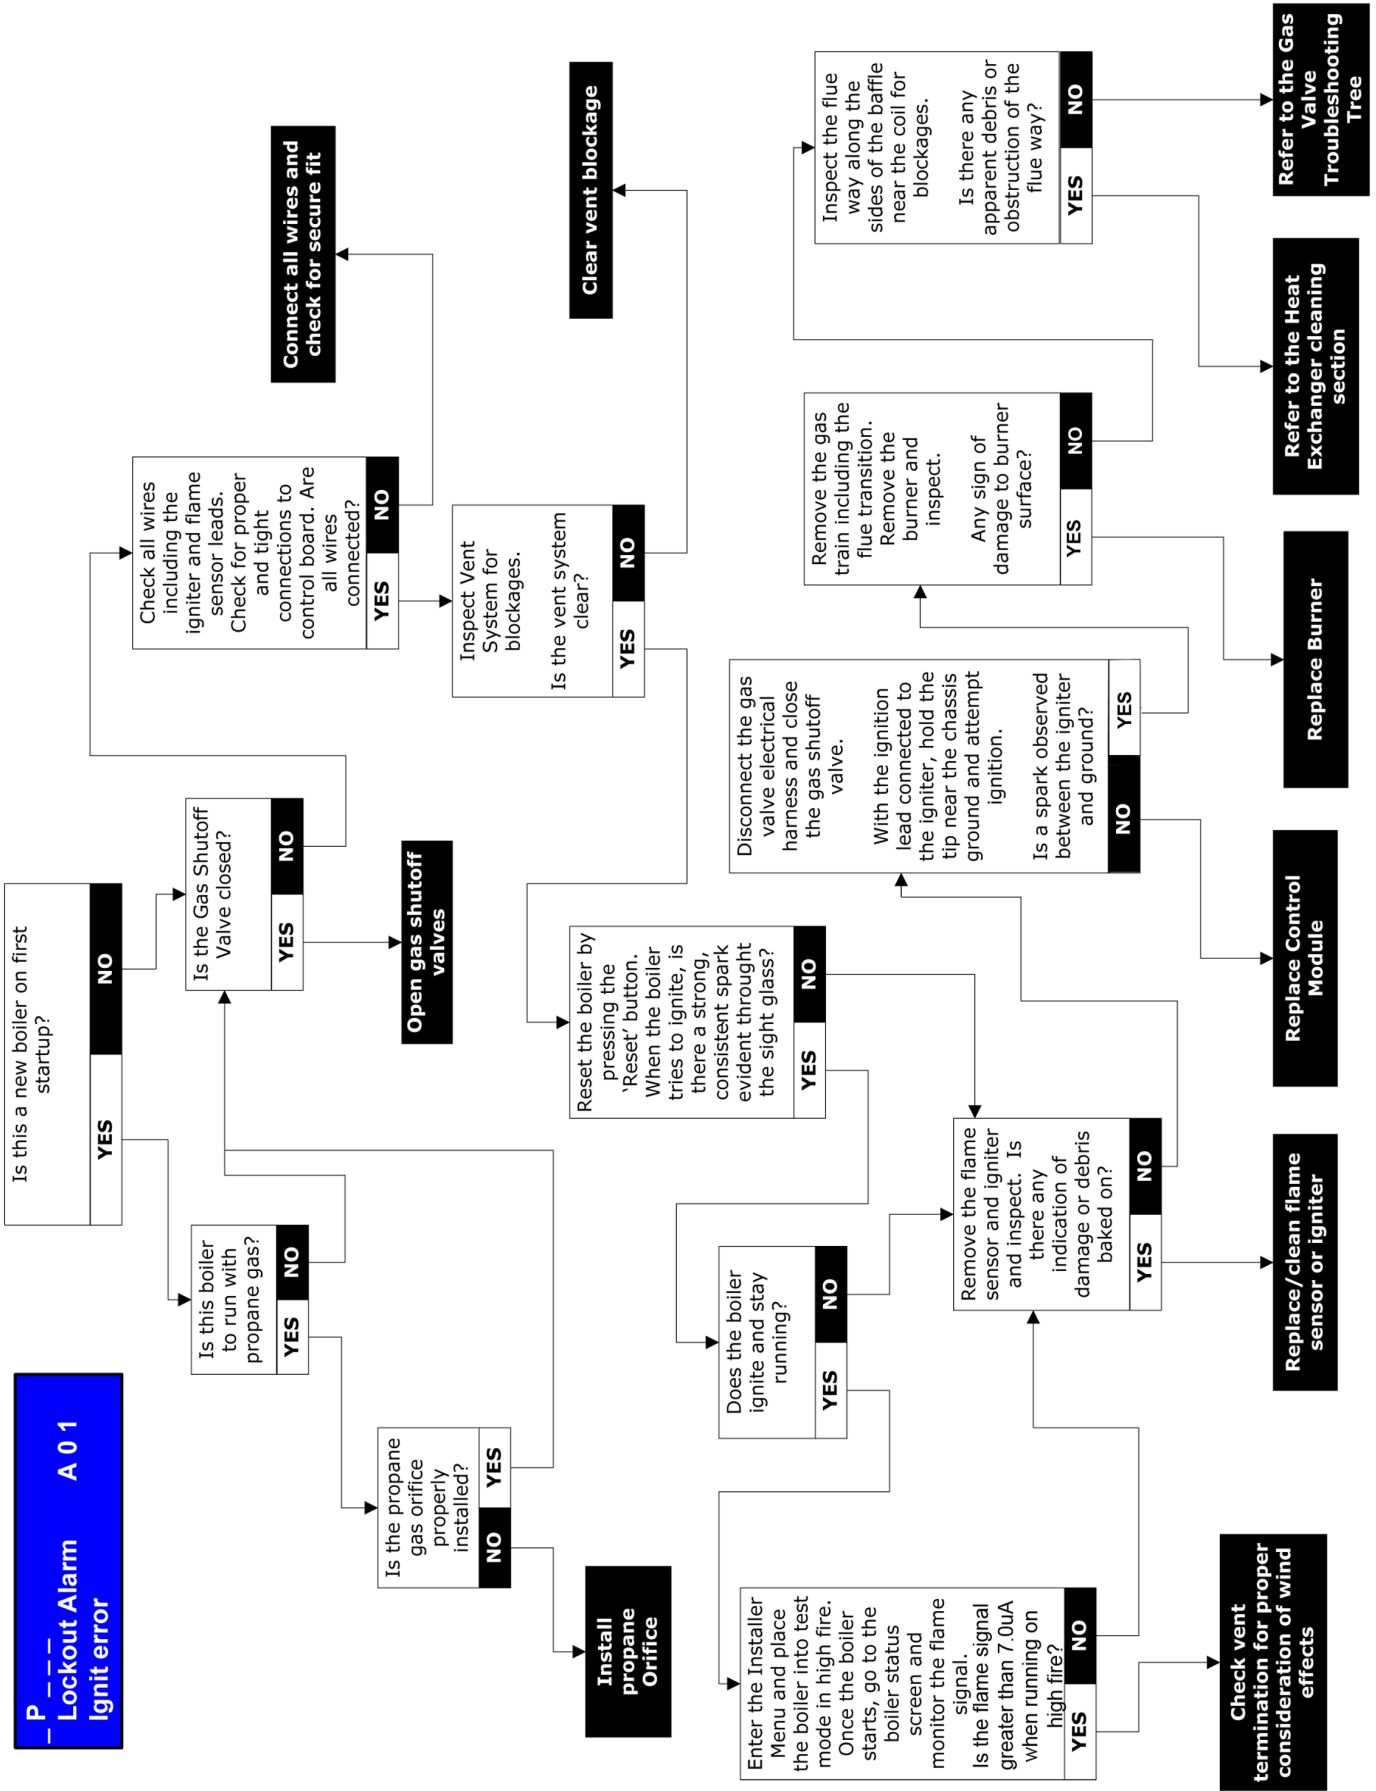 _ P _ _ _
Lockout Alarm A 0 1
Ignit error
Is this a new boiler on first
startup?
YES
NO
Is this boiler
to run with
propane gas?
YES
NO
Is the Gas Shutoff
Valve closed?
YES
NO
Check all wires
including the
igniter and flame
sensor leads.
Check for proper
and tight
connections to
control board. Are
all wires
connected?
YES
NO
Connect all wires and
check for secure fit
Is the propane
gas orifice
properly
installed?
NO
YES
Open gas shutoff
valves
Inspect Vent
System for
blockages.
Is the vent system
clear?
YES
NO
Clear vent blockage
Install
propane
Orifice
Reset the boiler by
pressing the
‘Reset’ button.
When the boiler
tries to ignite, is
there a strong,
consistent spark
evident throught
the sight glass?
YES
NO
Enter the Installer
Menu and place
the boiler into test
mode in high fire.
Once the boiler
starts, go to the
boiler status
screen and
monitor the flame
signal.
Is the flame signal
greater than 7.0uA
when running on
high fire?
YES
NO
Does the boiler
ignite and stay
running?
YES
NO
Remove the flame
sensor and igniter
and inspect. Is
there any
indication of
damage or debris
baked on?
YES
NO
Disconnect the gas
valve electrical
harness and close
the gas shutoff
valve.
With the ignition
lead connected to
the igniter, hold the
tip near the chassis
ground and attempt
ignition.
Is a spark observed
between the igniter
and ground?
NO
YES
Remove the gas
train including the
flue transition.
Remove the
burner and
inspect.
Any sign of
damage to burner
surface?
YES
NO
Inspect the flue
way along the
sides of the baffle
near the coil for
blockages.
Is there any
apparent debris or
obstruction of the
flue way?
YES
NO
Check vent
termination for proper
consideration of wind
effects
Replace/clean flame
sensor or igniter
Replace Control
Module
Replace Burner
Refer to the Heat
Exchanger cleaning
section
Refer to the Gas
Valve
Troubleshooting
Tree